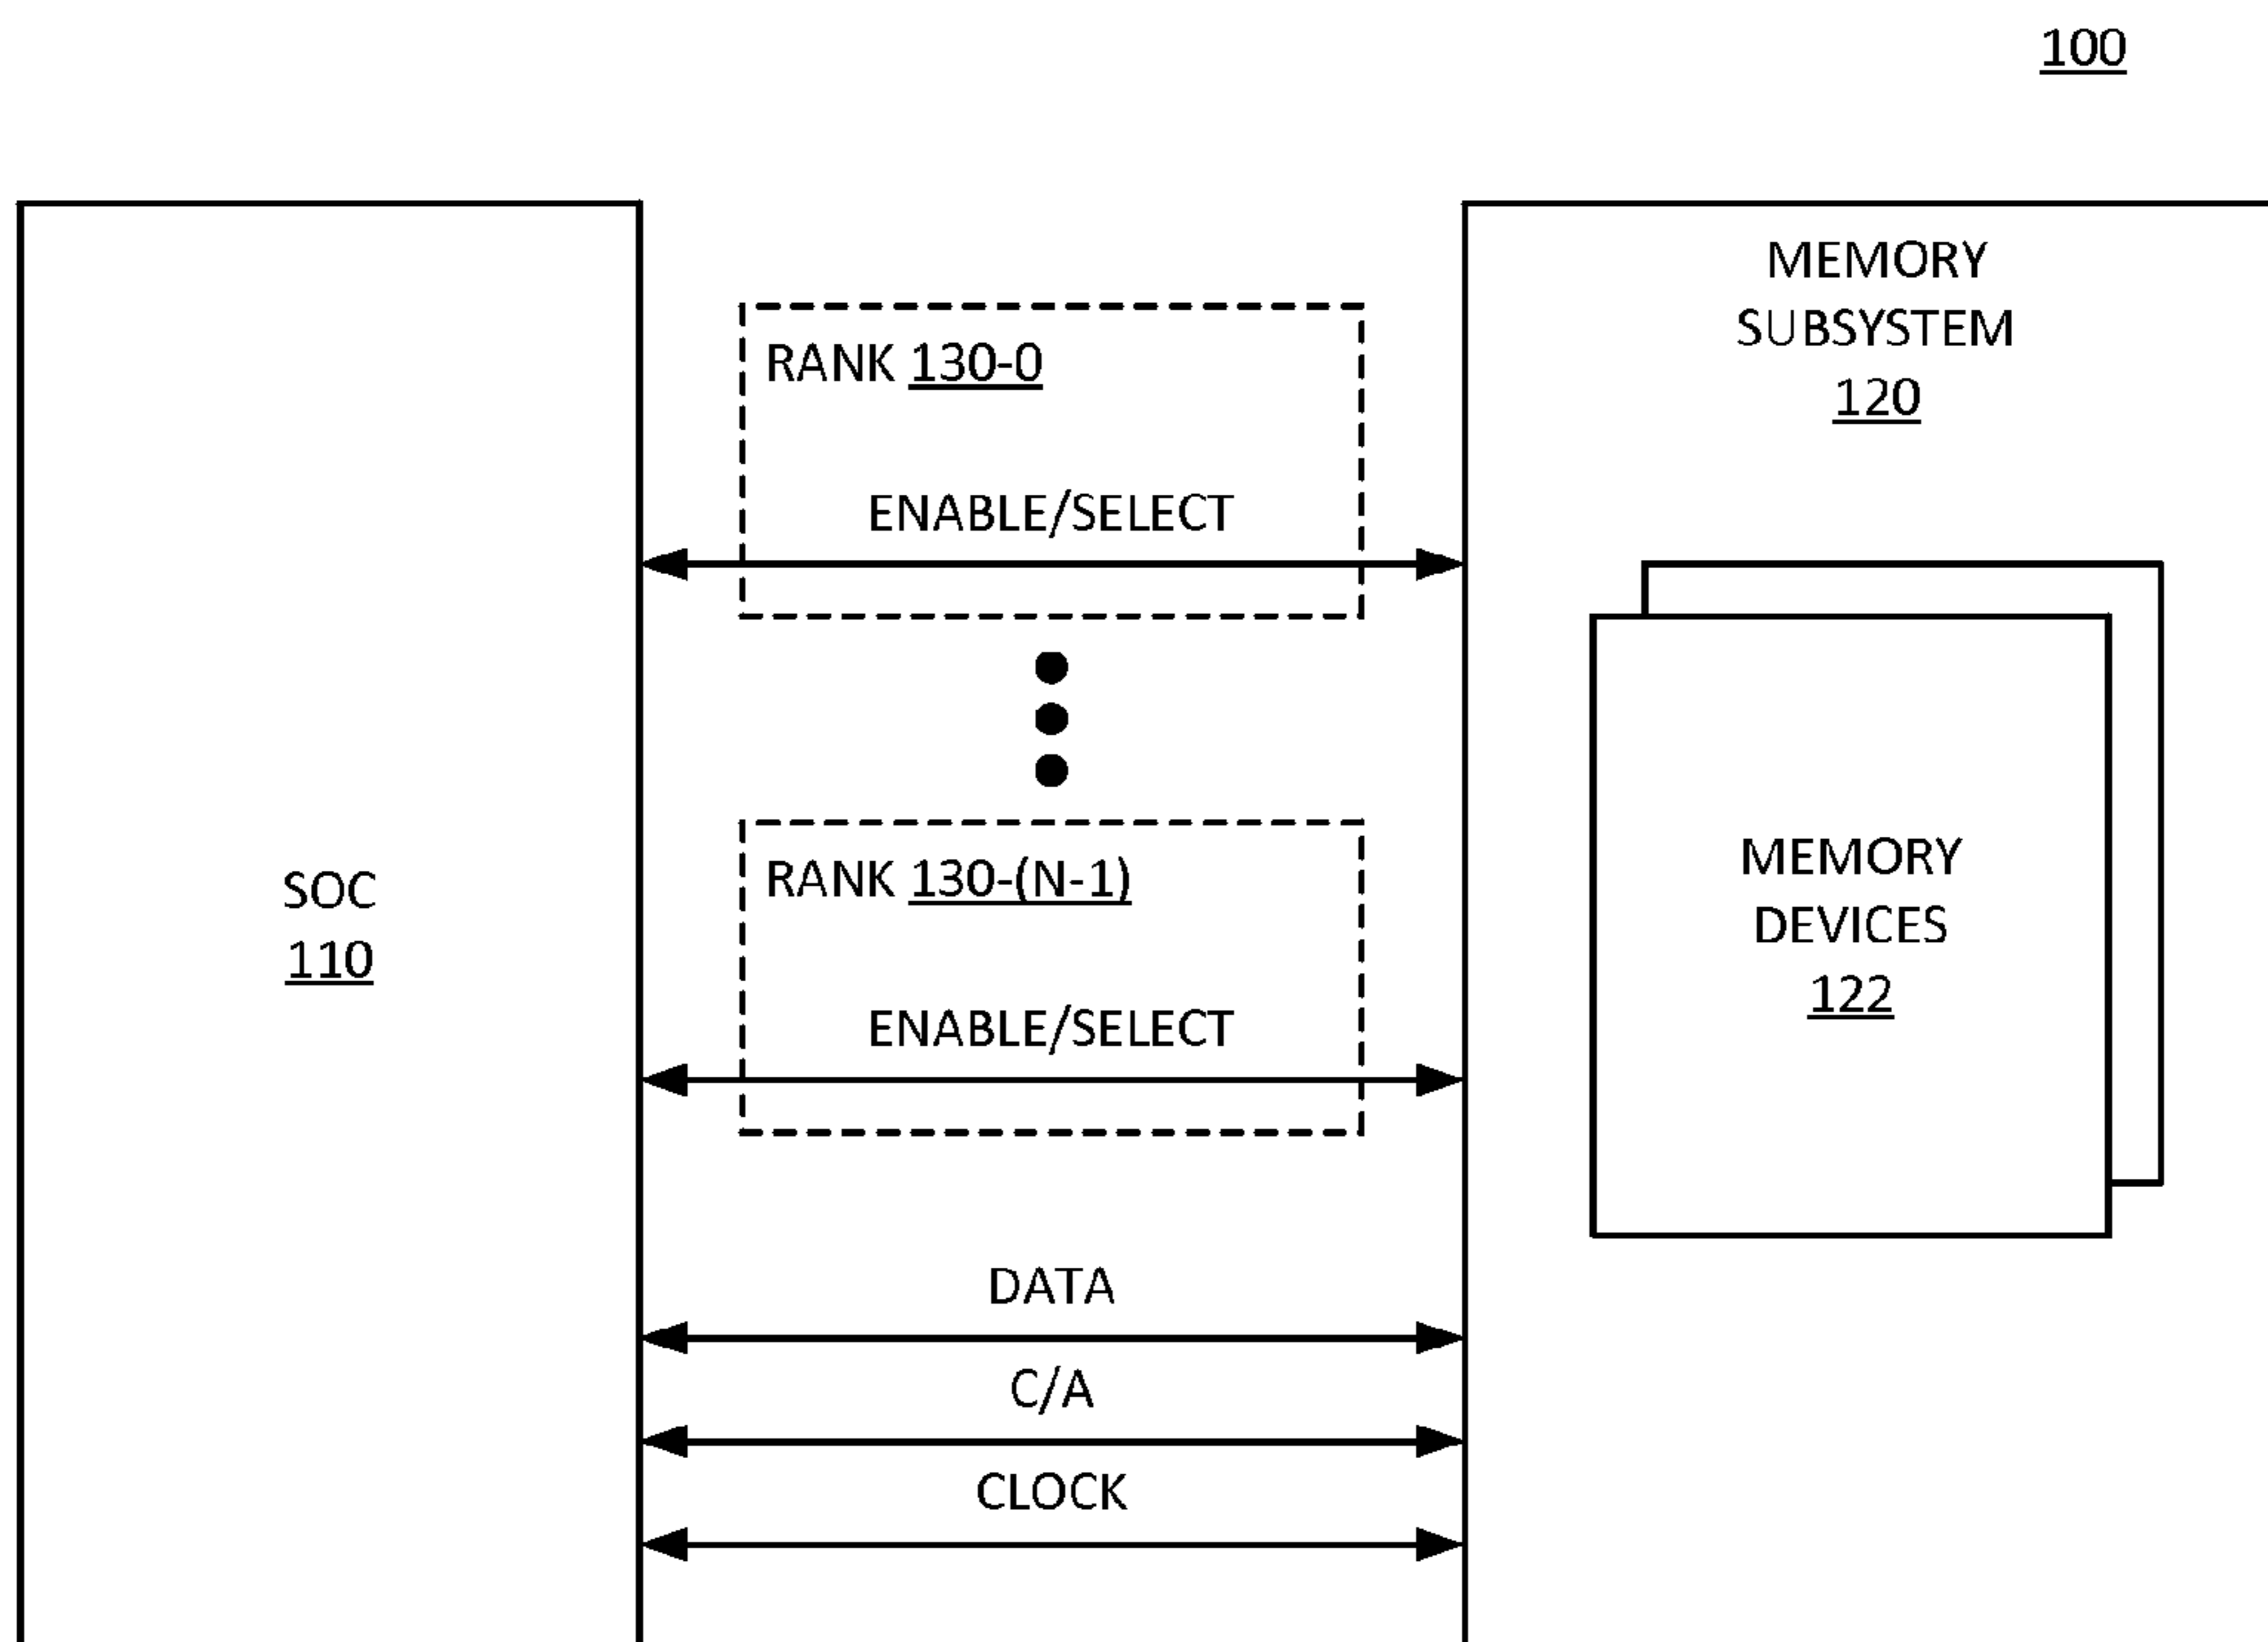 100
MEMORY
SUBSYSTEM
120
RANK 130-0
ENABLE/SELECT
RANK 130-(N-1)
ENABLE/SELECT
SOC
110
MEMORY
DEVICES
122
DATA
C/A
CLOCK